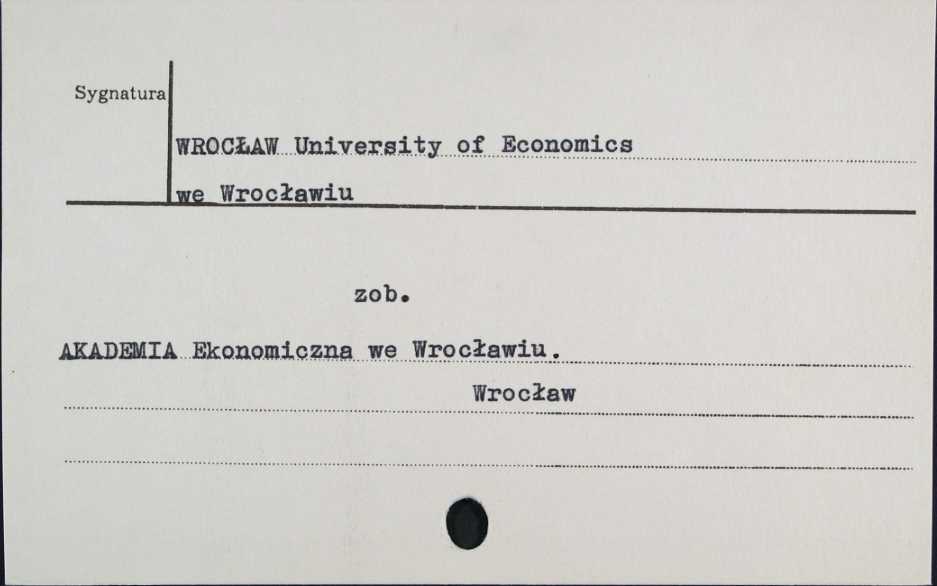 Sygnatura
WROCŁAW University of Economics
we Wrocławiu
zob.
AKADEMIA Ekonomiczna we Wrocławiu.
Wrocław